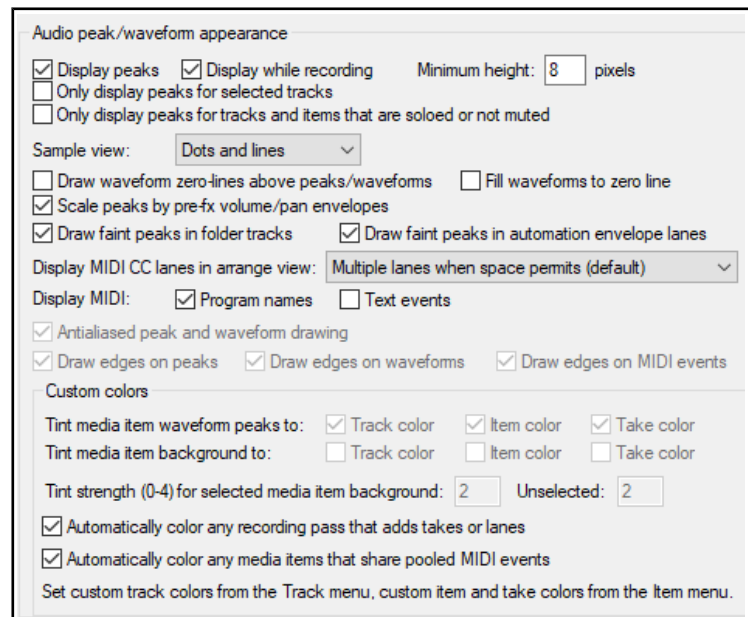 Audio peak/waveform appearance
Display peaks Display while recording Minimum height: 8 pixels
Only display peaks for selected tracks
Only display peaks for tracks and items that are soloed or not muted
Sample view: Dots and lines
Draw waveform zero-lines above peaks/waveforms Fill waveforms to zero line
Scale peaks by pre-fx volume/pan envelopes
Draw faint peaks in folder tracks Draw faint peaks in automation envelope lanes
Display MIDI CC lanes in arrange view: Multiple lanes when space permits (default)
Display MIDI: Program names Text events
Antialiased peak and waveform drawing
Draw edges on peaks Draw edges on waveforms Draw edges on MIDI events
Custom colors
Tint media item waveform peaks to: Track color Item color Take color
Tint media item background to: Track color Item color Take color
Tint strength (0-4) for selected media item background: 2 Unselected: 2
Automatically color any recording pass that adds takes or lanes
Automatically color any media items that share pooled MIDI events
Set custom track colors from the Track menu, custom item and take colors from the Item menu.